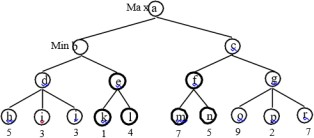 Max a
Min b c
d e f g
h i j k l m n o p r
5 3 3 1 4 7 5 9 2 7